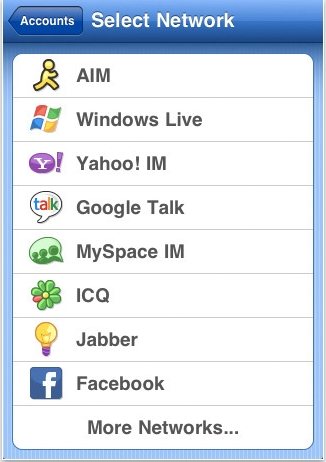 Accounts
Select Network
AIM
Windows Live
Y!
Yahoo! IM
talk
Google Talk
MySpace IM
ICQ
Jabber
f
Facebook
More Networks...